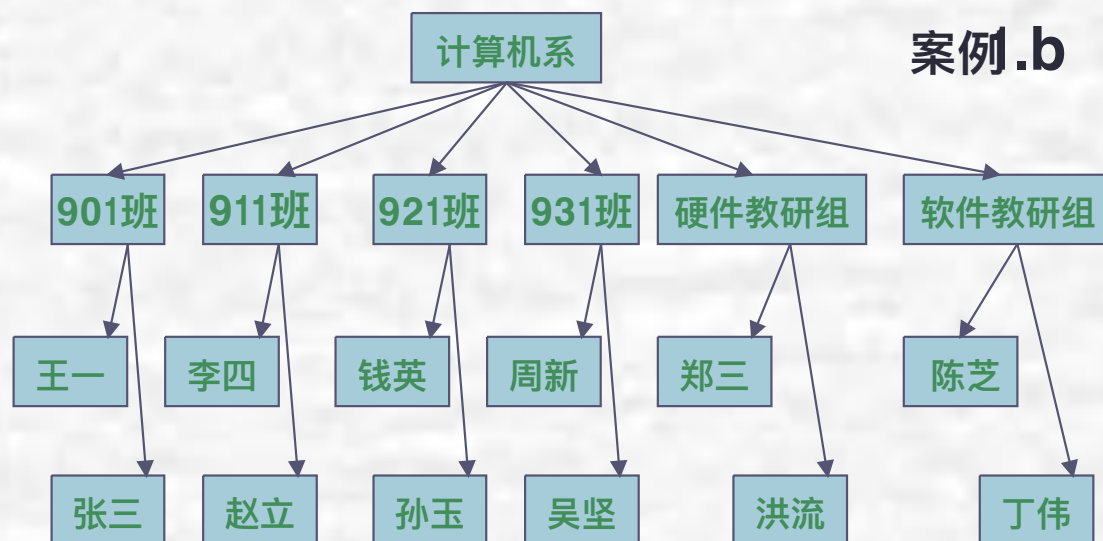 计算机系
案例1.b
901班
911班
921班
931班
硬件教研组
软件教研组
王一
李四
钱英
周新
郑三
陈芝
张三
赵立
孙玉
吴坚
洪流
丁伟